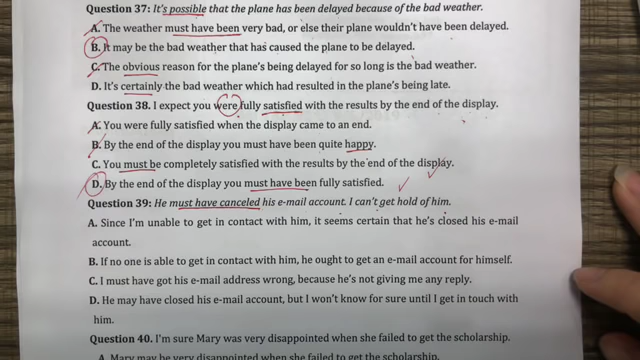 Question 37: It's possible that the plane has been delayed because of the bad weather.
A. The weather must have been very bad, or else their plane wouldn't have been delayed.
B. It may be the bad weather that has caused the plane to be delayed.
C. The obvious reason for the plane's being delayed for so long is the bad weather.
D. It's certainly the bad weather which had resulted in the plane's being late.
Question 38. I expect you were fully satisfied with the results by the end of the display.
A. You were fully satisfied when the display came to an end.
B. By the end of the display you must have been quite happy.
C. You must be completely satisfied with the results by the end of the display.
D. By the end of the display you must have been fully satisfied.
Question 39: He must have canceled his e-mail account. I can't get hold of him.
A. Since I'm unable to get in contact with him, it seems certain that he's closed his e-mail
account.
B. If no one is able to get in contact with him, he ought to get an e-mail account for himself.
C. I must have got his e-mail address wrong, because he's not giving me any reply.
D. He may have closed his e-mail account, but I won't know for sure until I get in touch with
him.
Question 40. I'm sure Mary was very disappointed when she failed to get the scholarship.
A. Mary may be very disappointed when she failed to get the scholarship.